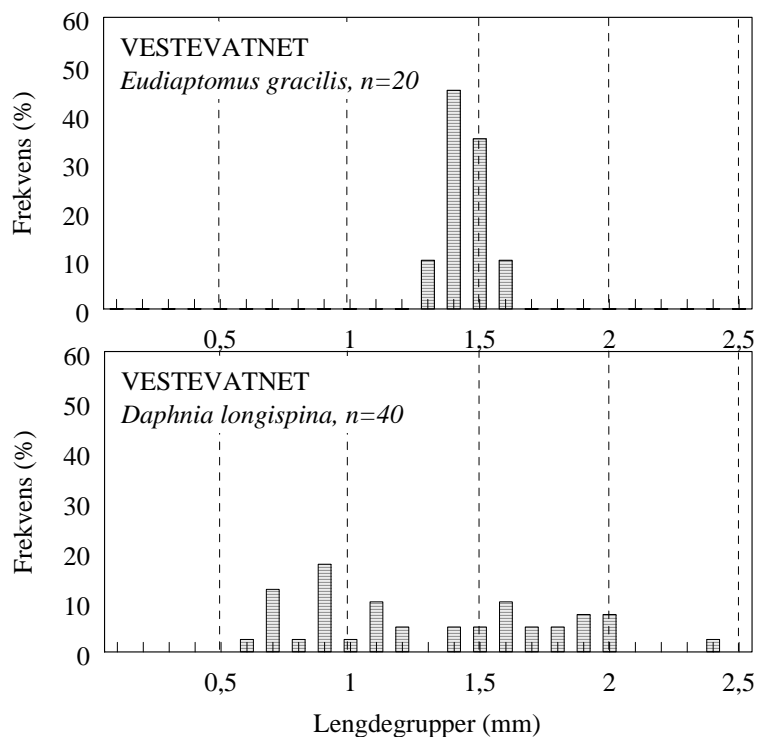 60
50
40
30
20
10
0
Frekvens (%)
VESTEVATNET
Eudiaptomus gracilis, n=20
0,5 1 1,5 2 2,5
60
50
40
30
20
10
0
Frekvens (%)
VESTEVATNET
Daphnia longispina, n=40
0,5 1 1,5 2 2,5
Lengdegrupper (mm)